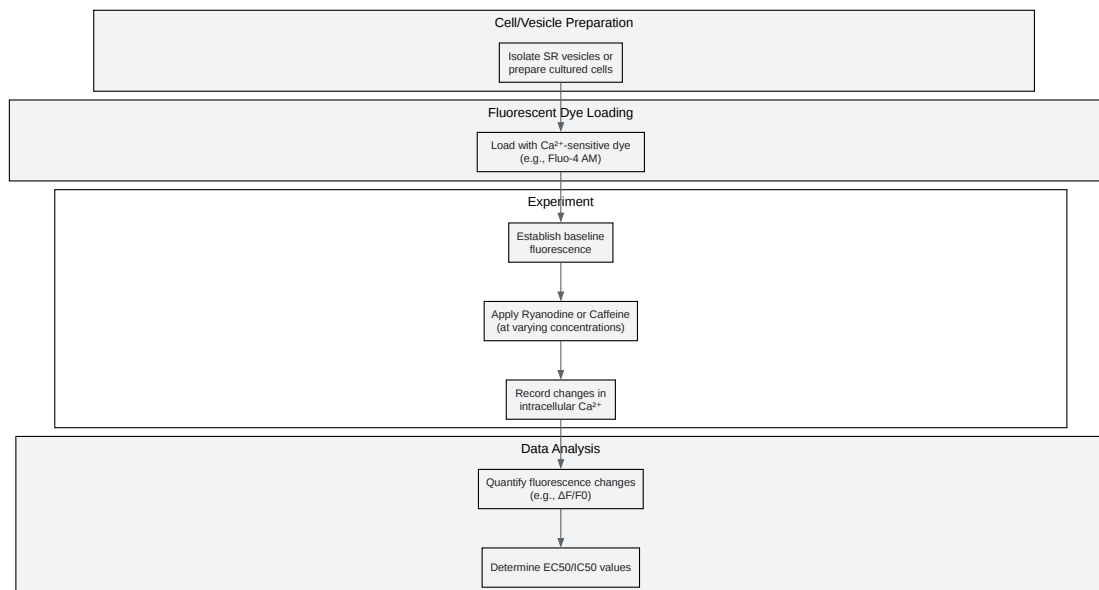 Cell/Vesicle Preparation
Isolate SR vesicles or
prepare cultured cells
Fluorescent Dye Loading
Load with Ca²⁺-sensitive dye
(e.g., Fluo-4 AM)
Experiment
Establish baseline
fluorescence
Apply Ryanodine or Caffeine
(at varying concentrations)
Record changes in
intracellular Ca²⁺
Data Analysis
Quantify fluorescence changes
(e.g., ΔF/F0)
Determine EC50/IC50 values